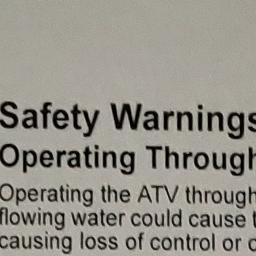 Safety Warnings
Operating Through
Operating the ATV through
flowing water could cause
causing loss of control or